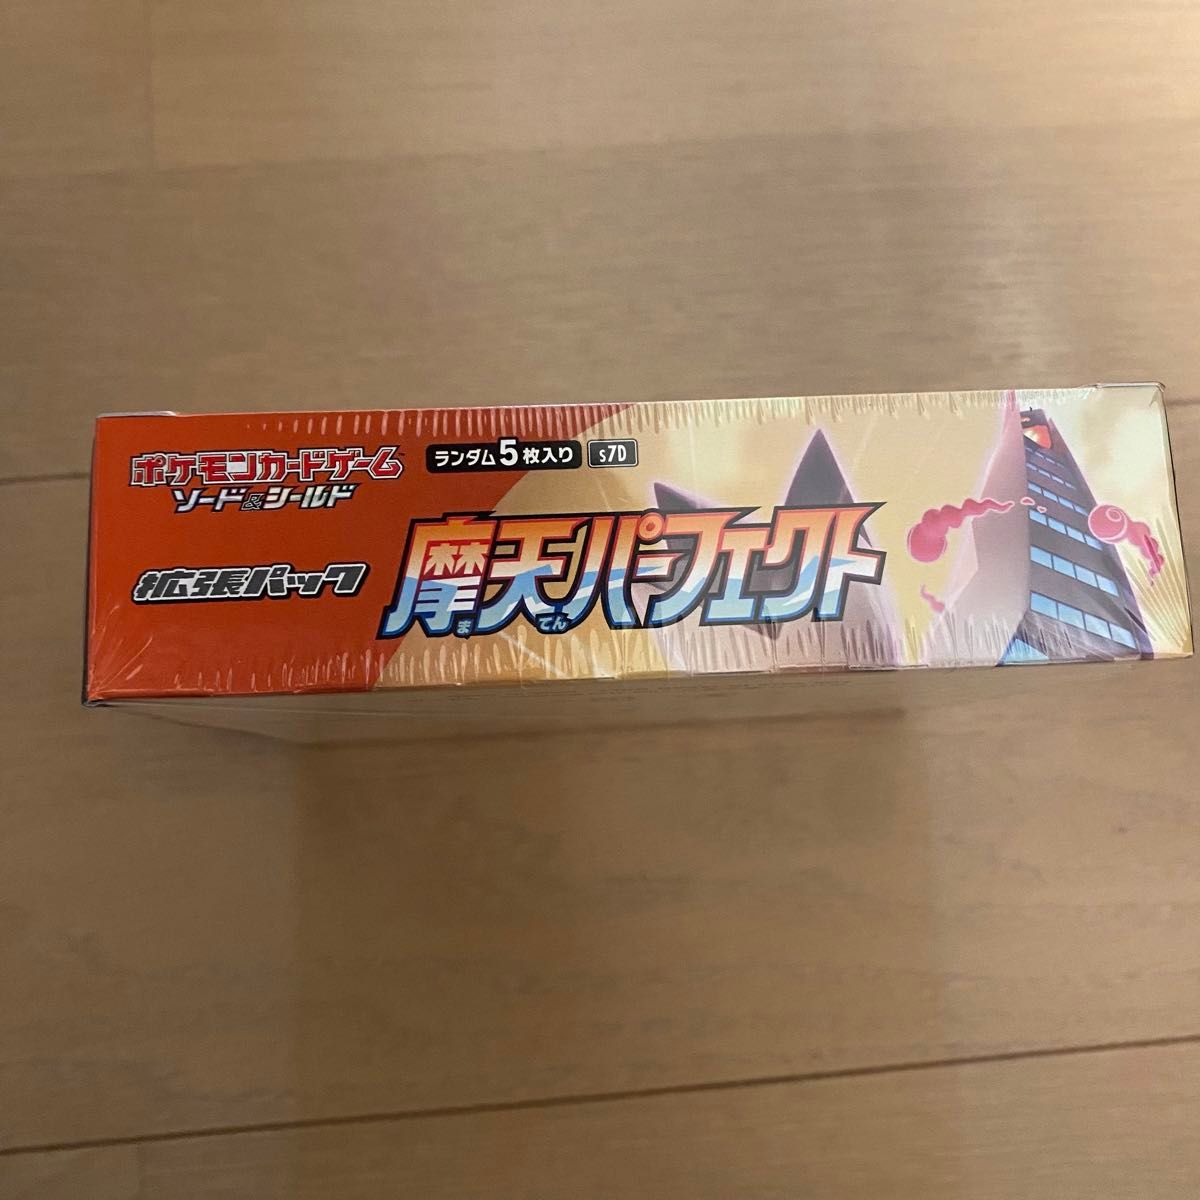 ポケモンカードゲーム
ソード&シールド
ランダム5枚入り s7D
拡張パック
摩天パーフェクト
ま てん